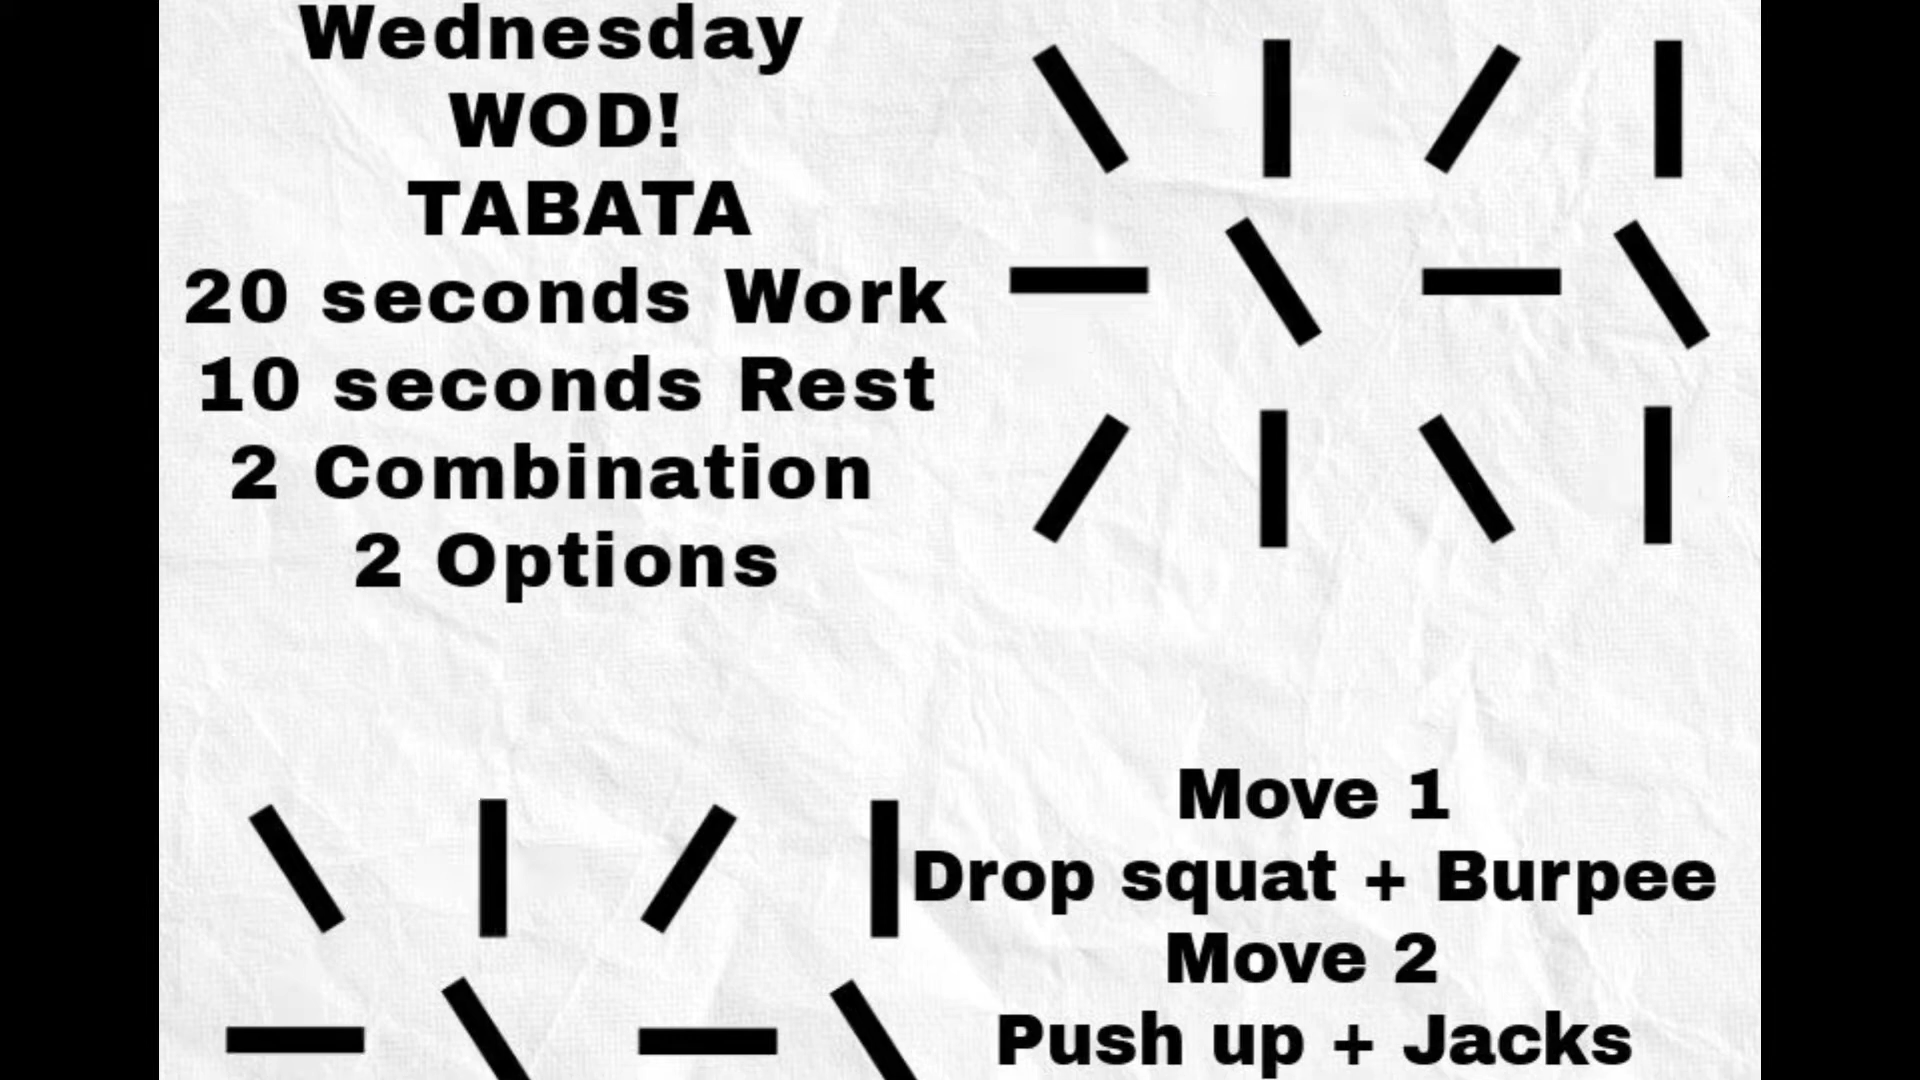 Wednesday
WOD!
TABATA
20 seconds Work
10 seconds Rest
2 Combination
2 Options
Move 1
Drop squat + Burpee
Move 2
Push up + Jacks